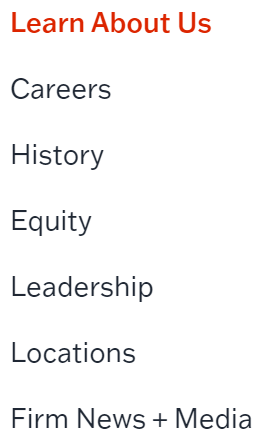 Learn About Us
Careers
History
Equity
Leadership
Locations
Firm News + Media